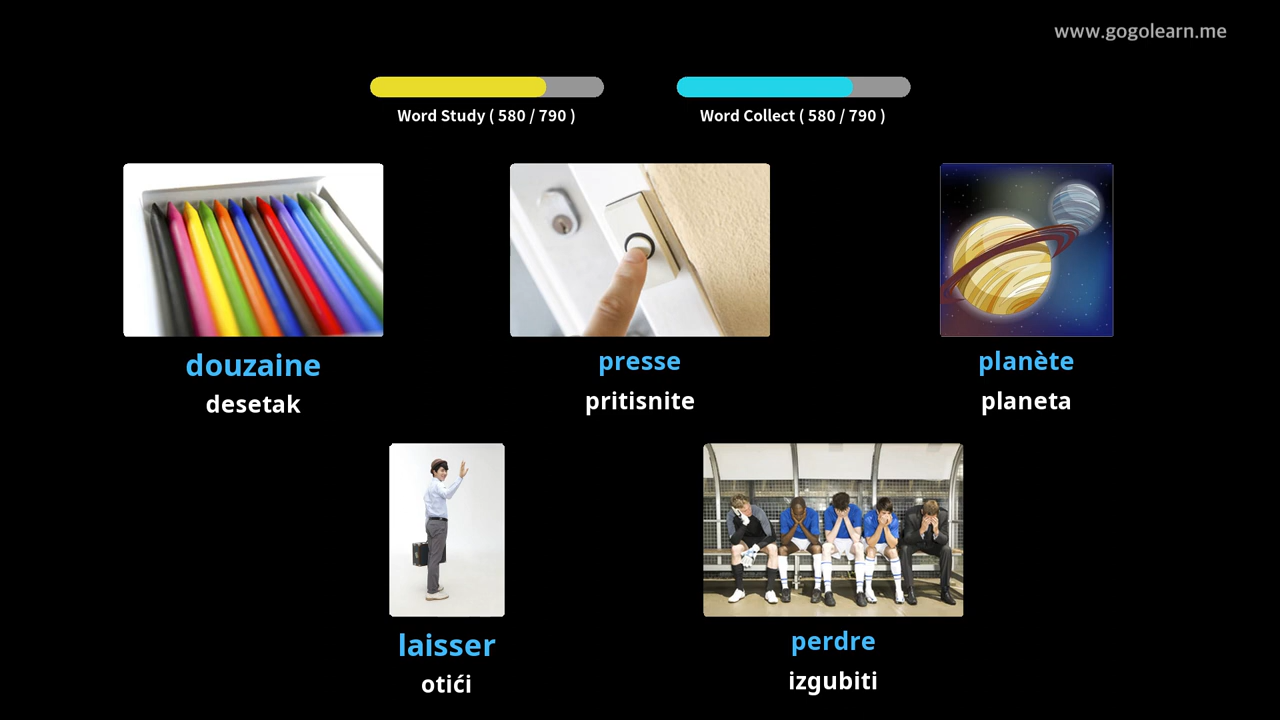 www.gogolearn.me
Word Study ( 580 / 790 )
Word Collect ( 580 / 790 )
douzaine
desetak
presse
pritisnite
planète
planeta
laisser
otići
perdre
izgubiti